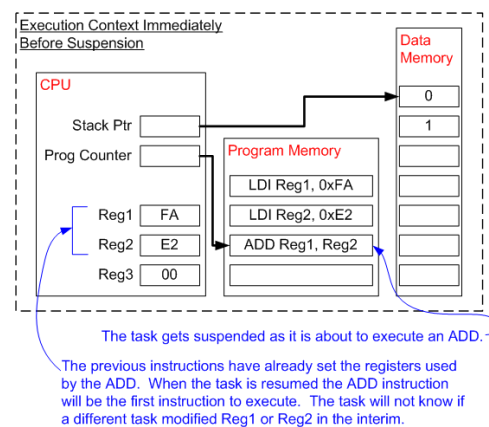 Execution Context Immediately
Before Suspension
Data
Memory
CPU
0
Stack Ptr
1
Prog Counter
Program Memory
LDI Reg1, 0xFA
Reg1 FA
LDI Reg2, 0xE2
Reg2 E2
ADD Reg1, Reg2
Reg3 00
The task gets suspended as it is about to execute an ADD.
The previous instructions have already set the registers used
by the ADD. When the task is resumed the ADD instruction
will be the first instruction to execute. The task will not know if
a different task modified Reg1 or Reg2 in the interim.